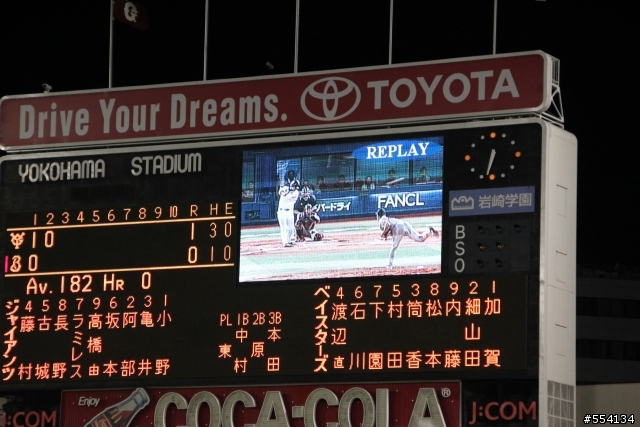 G
Drive Your Dreams. TOYOTA
YOKOHAMA STADIUM
REPLAY
FANCL
岩崎学園
1 2 3 4 5 6 7 8 9 10 R H E
1 0 1 3 0
0 0 1 0
Av. 182 HR 0
B
S
O
ジャイアンツ
4 5 8 7 9 6 2 3 1
藤村
古城
長野
ラミレス
高橋由
坂本
阿部
亀井
小野
PL 1B 2B 3B
東
中村
原
本田
ベイスターズ
4 6 7 5 3 8 9 2 1
渡辺直
石川
下園
村田
筒香
松本
内藤
細山田
加賀
Enjoy COCA-COLA ®
J:COM
J:COM
#554134